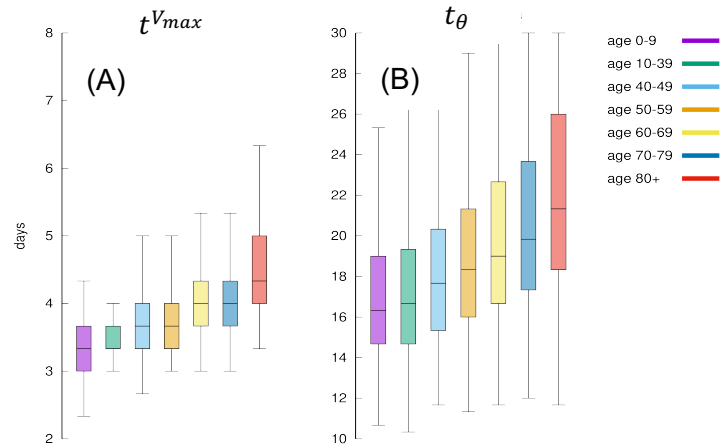 t^{V_{max}}
t_θ
(A)
(B)
days
8
7
6
5
4
3
2
30
28
26
24
22
20
18
16
14
12
10
age 0-9
age 10-39
age 40-49
age 50-59
age 60-69
age 70-79
age 80+